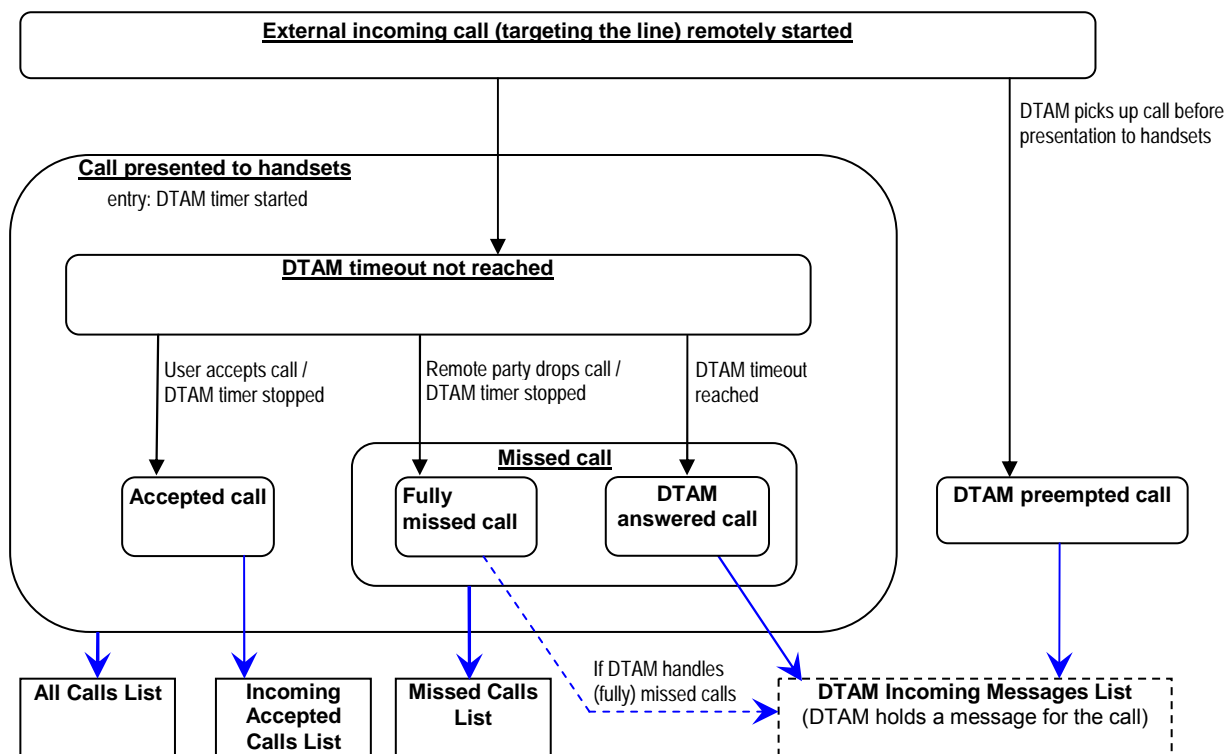 External incoming call (targeting the line) remotely started
DTAM picks up call before
presentation to handsets
Call presented to handsets
entry: DTAM timer started
DTAM timeout not reached
User accepts call /
DTAM timer stopped
Remote party drops call /
DTAM timer stopped
DTAM timeout
reached
Missed call
Accepted call
Fully
missed call
DTAM
answered call
DTAM preempted call
If DTAM handles
(fully) missed calls
All Calls List
Incoming
Accepted
Calls List
Missed Calls
List
DTAM Incoming Messages List
(DTAM holds a message for the call)